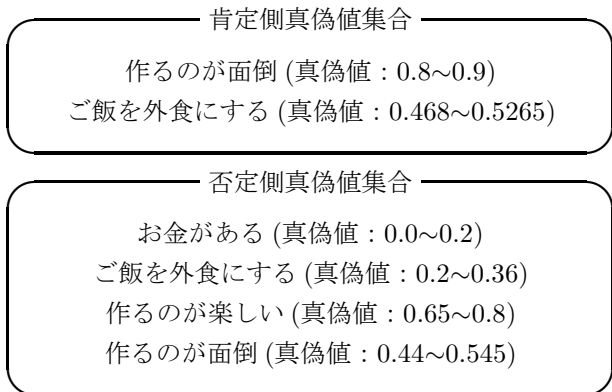 肯定側真偽値集合
作るのが面倒 (真偽値：0.8~0.9)
ご飯を外食にする (真偽値：0.468~0.5265)
否定側真偽値集合
お金がある (真偽値：0.0~0.2)
ご飯を外食にする (真偽値：0.2~0.36)
作るのが楽しい (真偽値：0.65~0.8)
作るのが面倒 (真偽値：0.44~0.545)